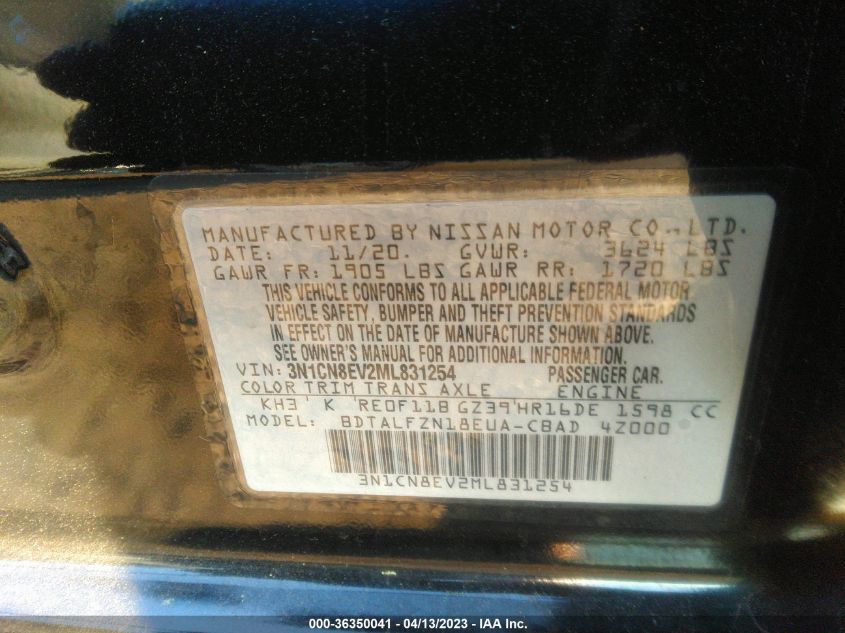 MANUFACTURED BY NISSAN MOTOR CO., LTD.
DATE: 11/20. GVWR: 3624 LBS
GAWR FR: 1905 LBS GAWR RR: 1720 LBS
THIS VEHICLE CONFORMS TO ALL APPLICABLE FEDERAL MOTOR
VEHICLE SAFETY, BUMPER AND THEFT PREVENTION STANDARDS
IN EFFECT ON THE DATE OF MANUFACTURE SHOWN ABOVE.
SEE OWNER'S MANUAL FOR ADDITIONAL INFORMATION.
VIN: 3N1CN8EV2ML831254 PASSENGER CAR.
COLOR TRIM TRANS AXLE ENGINE
KH3 K RE0F11B GZ39 HR16DE 1598 CC
MODEL: BDTALFZN18EUA-CBAD 4Z000
3N1CN8EV2ML831254
000-36350041 - 04/13/2023 - IAA Inc.